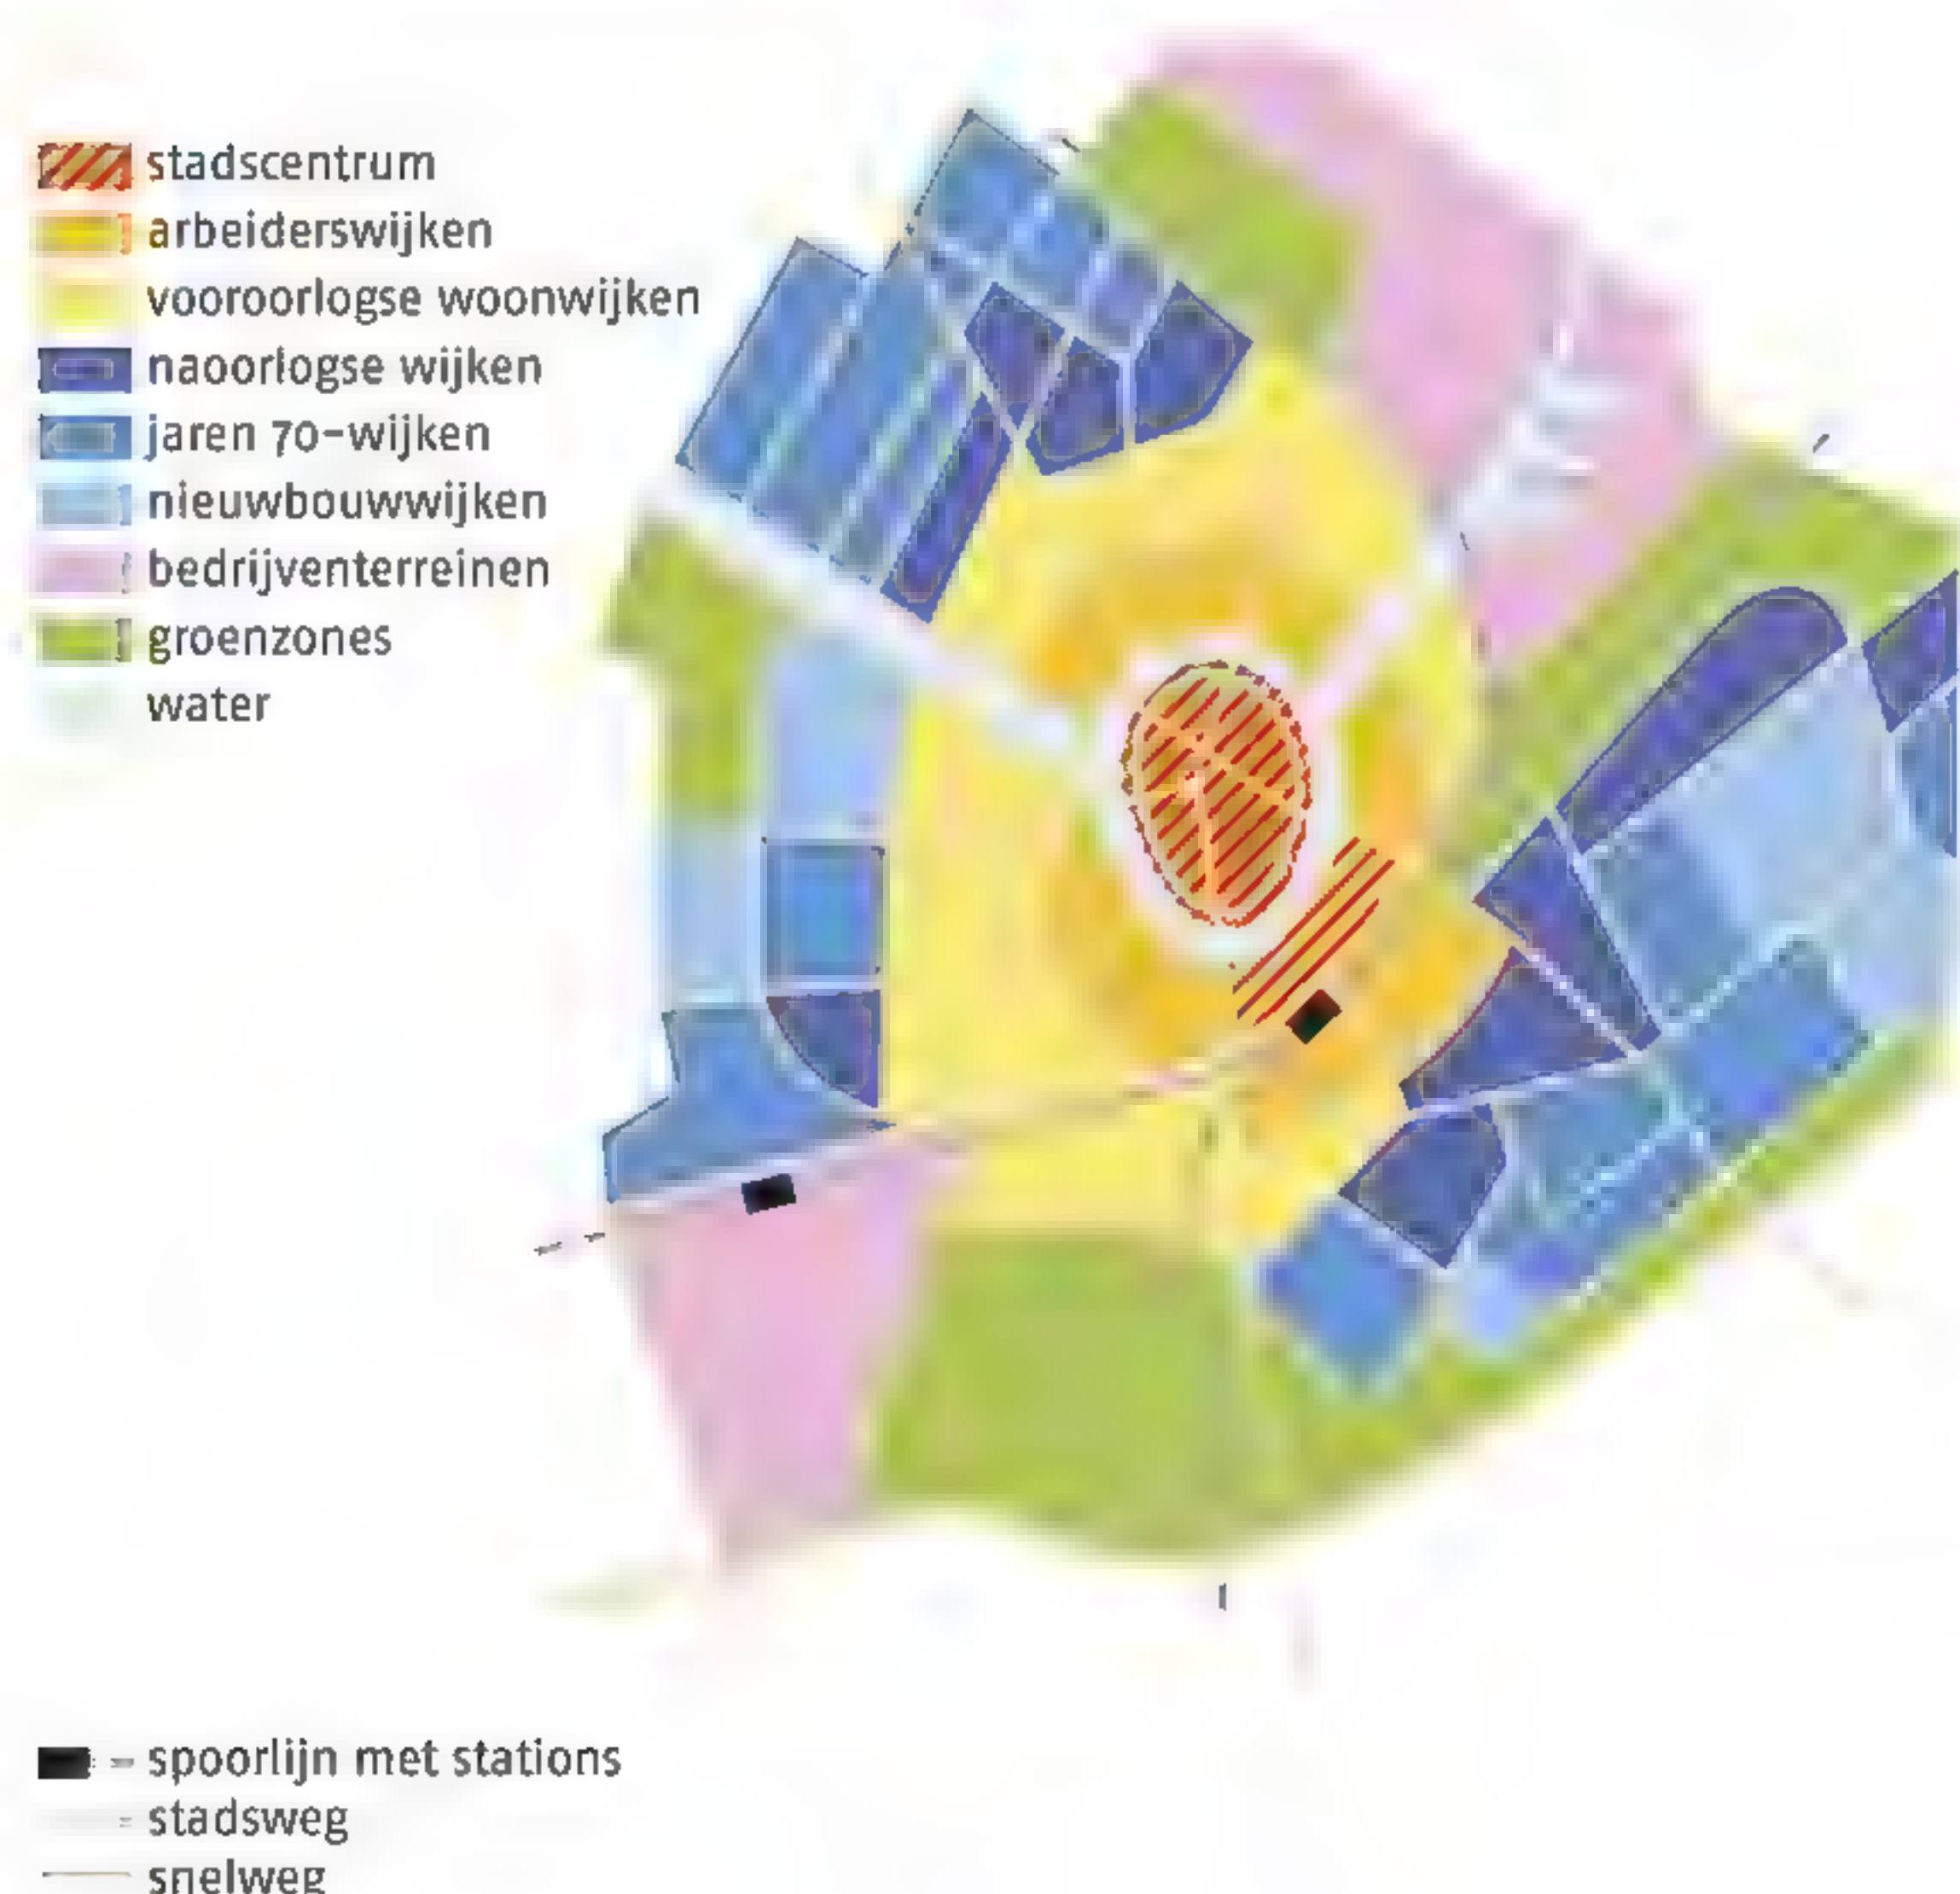 stadscentrum
arbeiderswijken
vooroorlogse woonwijken
naoorlogse wijken
jaren 70-wijken
nieuwbouwwijken
bedrijventerreinen
groenzones
water
spoorlijn met stations
stadsweg
snelweg